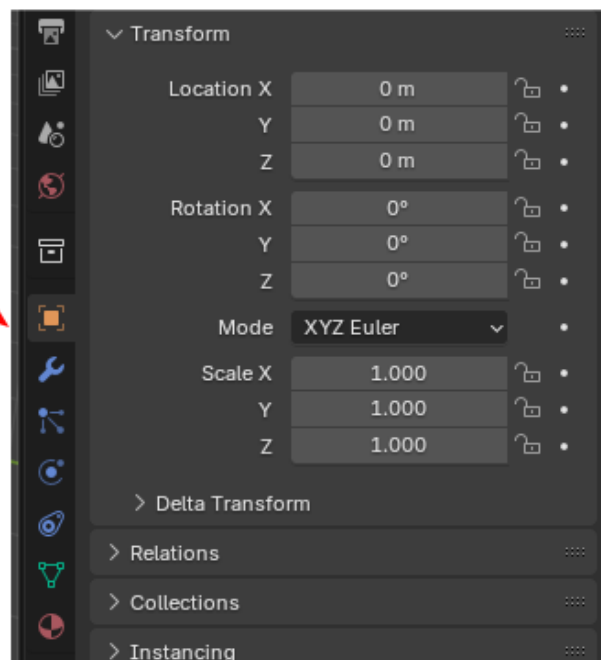 Transform
Location X 0 m
Y 0 m
Z 0 m
Rotation X 0°
Y 0°
Z 0°
Mode XYZ Euler
Scale X 1.000
Y 1.000
Z 1.000
Delta Transform
Relations
Collections
Instancing